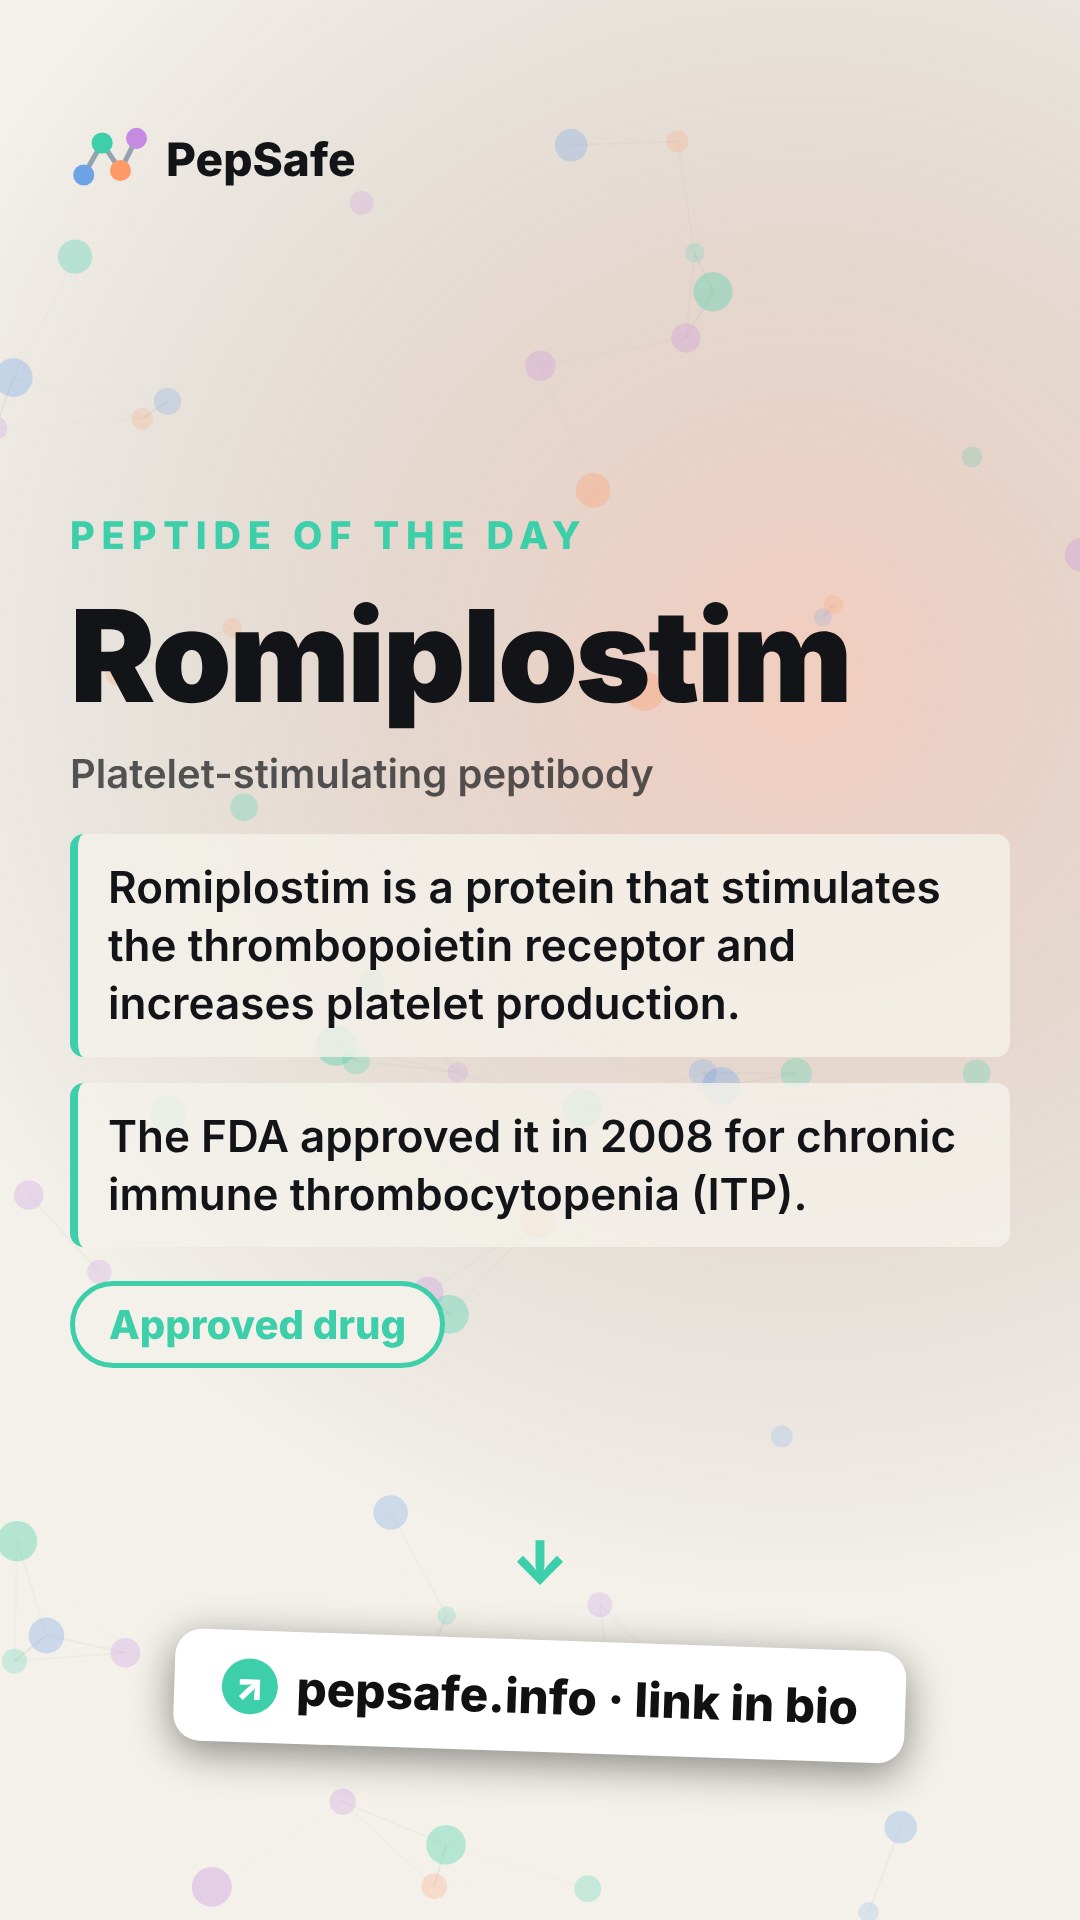 PepSafe
PEPTIDE OF THE DAY
Romiplostim
Platelet-stimulating peptibody
Romiplostim is a protein that stimulates
the thrombopoietin receptor and
increases platelet production.
The FDA approved it in 2008 for chronic
immune thrombocytopenia (ITP).
Approved drug
pepsafe.info · link in bio